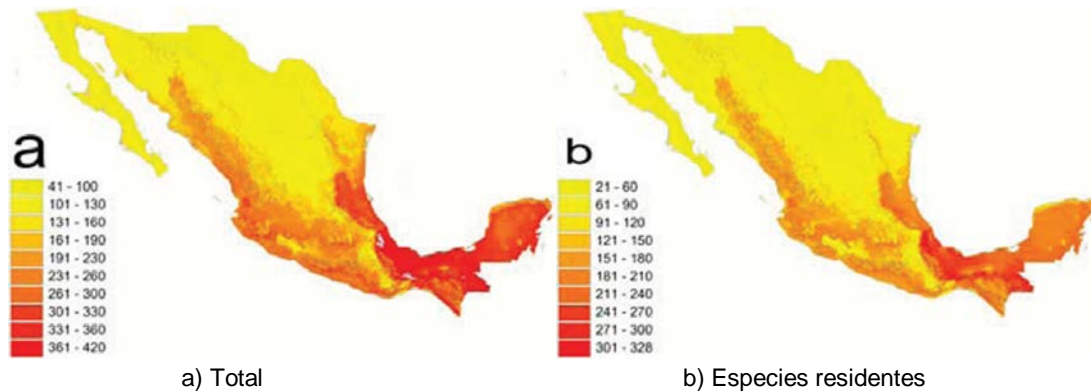 a
41 - 100
101 - 130
131 - 160
161 - 190
191 - 230
231 - 260
261 - 300
301 - 330
331 - 360
361 - 420
b
21 - 60
61 - 90
91 - 120
121 - 150
151 - 180
181 - 210
211 - 240
241 - 270
271 - 300
301 - 328
a) Total
b) Especies residentes